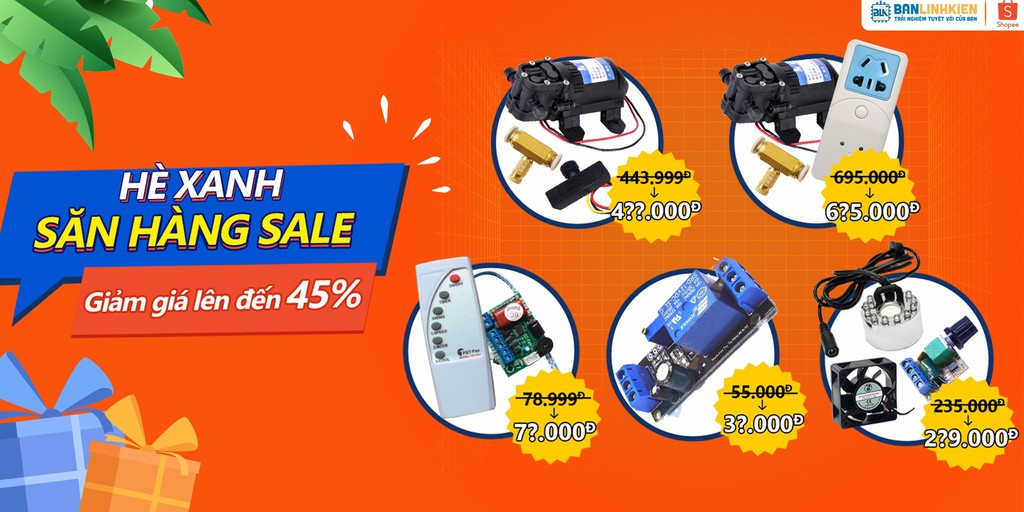 BANLINHKIEN
TRẢI NGHIỆM TUYỆT VỜI CỦA BẠN
Shopee
HÈ XANH
SĂN HÀNG SALE
Giảm giá lên đến 45%
443.999Đ
4??.000Đ
695.000Đ
6?5.000Đ
78.999Đ
7?.000Đ
55.000Đ
3?.000Đ
235.000Đ
2?9.000Đ